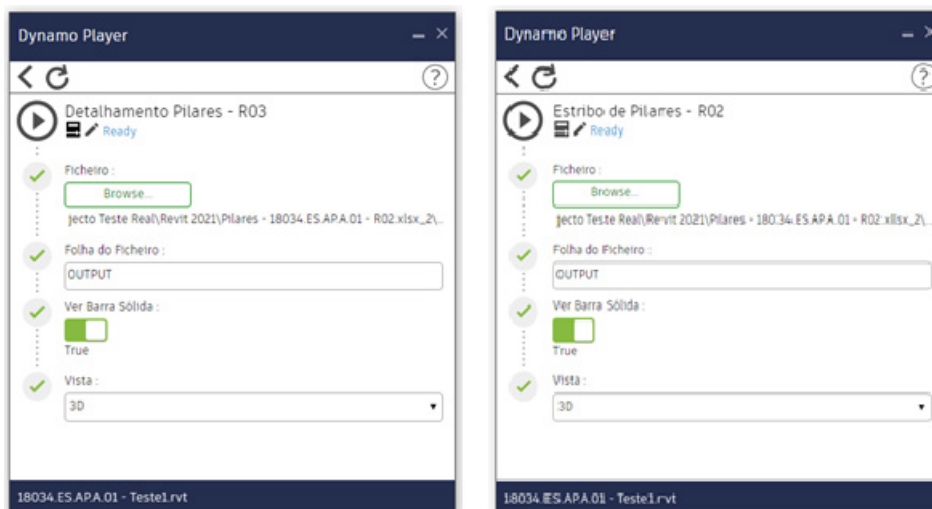 Dynamo Player
Detalhamento Pilares - R03
Ready
Ficheiro :
Browse...
jecto Teste Real\Revit 2021\Pilares - 18034.ES.AP.A.01 - R02.xlsx_2\...
Folha do Ficheiro :
OUTPUT
Ver Barra Sólida :
True
Vista :
3D
18034.ES.AP.A.01 - Teste1.rvt
Dynamo Player
Estribo de Pilares - R02
Ready
Ficheiro :
Browse...
jecto Teste Real\Revit 2021\Pilares - 18034.ES.AP.A.01 - R02.xlsx_2\...
Folha do Ficheiro :
OUTPUT
Ver Barra Sólida :
True
Vista :
3D
18034.ES.AP.A.01 - Teste1.rvt